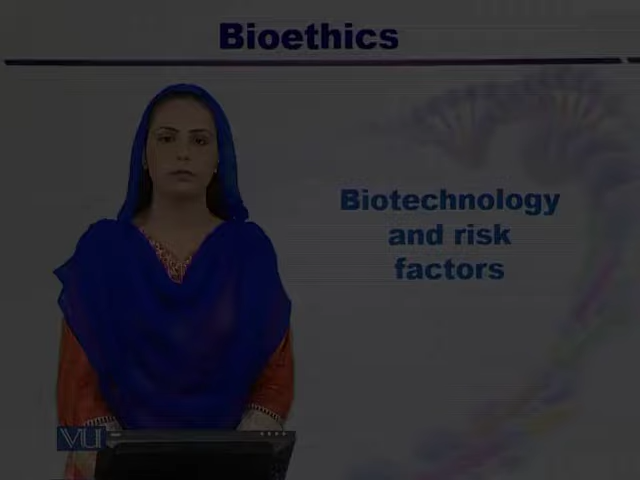 Bioethics
Biotechnology
and risk
factors
VU